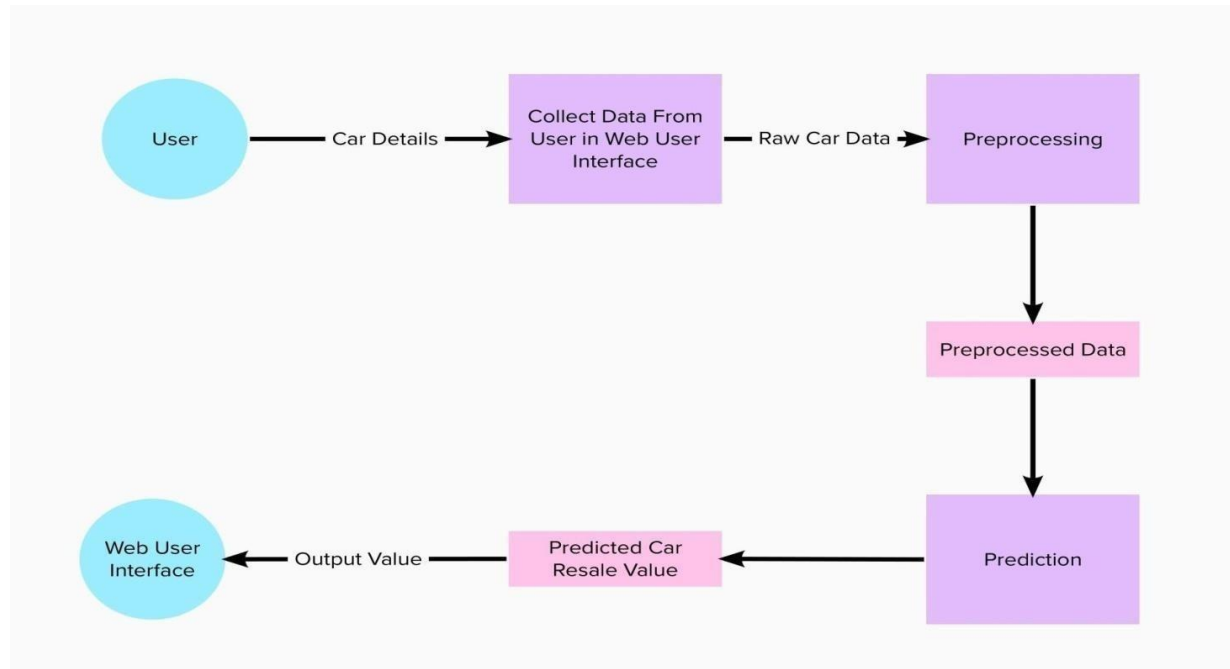 User
Car Details
Collect Data From
User in Web User
Interface
Raw Car Data
Preprocessing
Preprocessed Data
Prediction
Predicted Car
Resale Value
Output Value
Web User
Interface